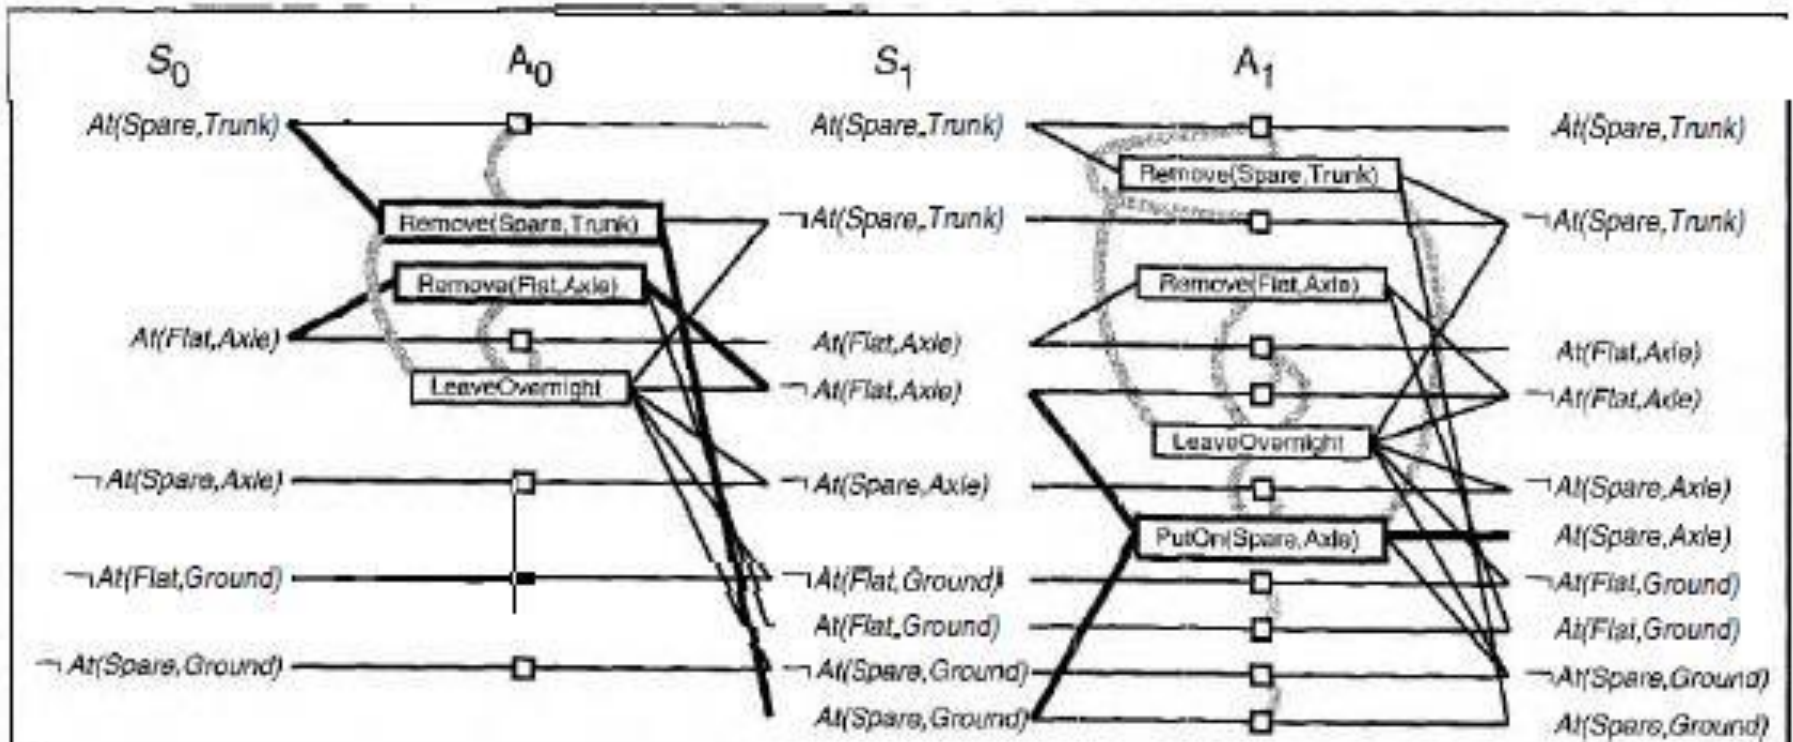 S0 A0 S1 A1
At(Spare,Trunk) At(Spare,Trunk) At(Spare,Trunk)
Remove(Spare,Trunk)
Remove(Spare,Trunk) ¬At(Spare,Trunk) ¬At(Spare,Trunk)
Remove(Flat,Axle) Remove(Flat,Axle)
At(Flat,Axle) At(Flat,Axle) At(Flat,Axle)
LeaveOvernight ¬At(Flat,Axle) ¬At(Flat,Axle)
LeaveOvernight
¬At(Spare,Axle) ¬At(Spare,Axle) ¬At(Spare,Axle)
PutOn(Spare,Axle) At(Spare,Axle)
¬At(Flat,Ground) ¬At(Flat,Ground) ¬At(Flat,Ground)
At(Flat,Ground) At(Flat,Ground)
¬At(Spare,Ground) ¬At(Spare,Ground) ¬At(Spare,Ground)
At(Spare,Ground) At(Spare,Ground)